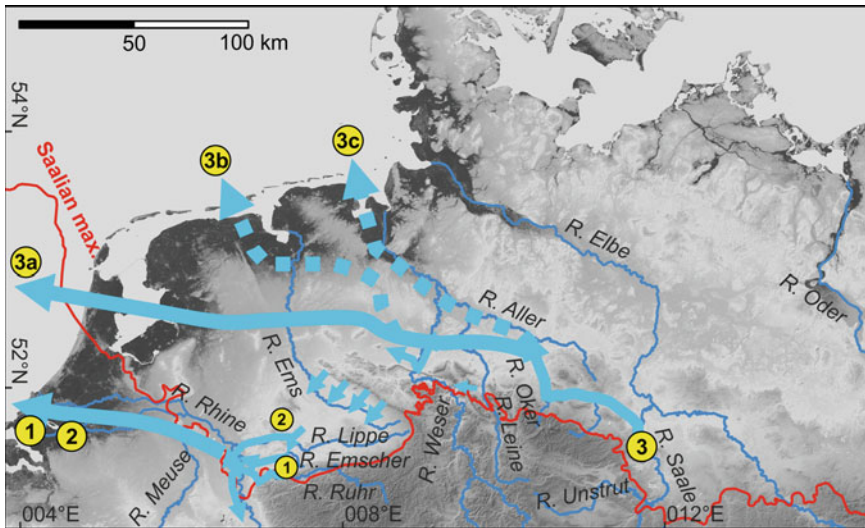 50
100 km
54°N
3b
3c
Saalian max.
3a
R. Elbe
R. Oder
R. Aller
52°N
R. Ems
R. Oker
R. Rhine
1
2
2
R. Lippe
R. Weser
R. Leine
3
R. Emscher
1
R. Saale
R. Meuse
R. Ruhr
R. Unstrut
004°E
008°E
012°E